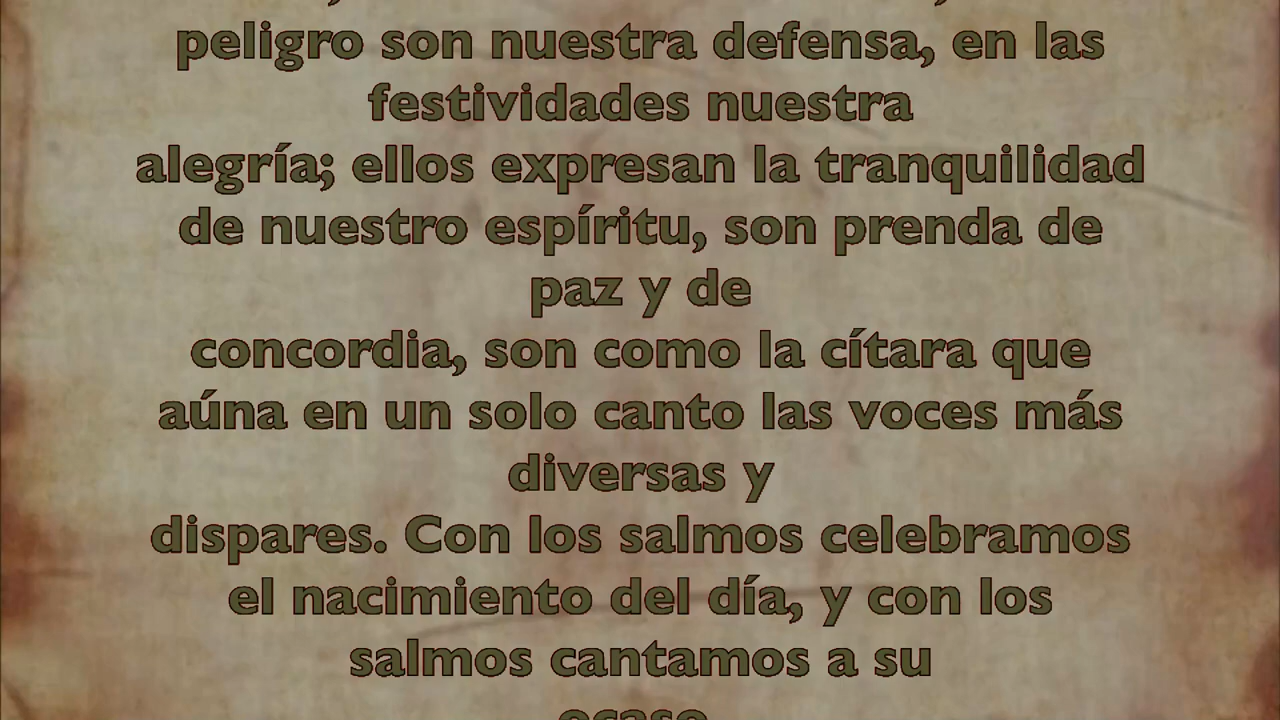 peligro son nuestra defensa, en las
festividades nuestra
alegría; ellos expresan la tranquilidad
de nuestro espíritu, son prenda de
paz y de
concordia, son como la cítara que
aúna en un solo canto las voces más
diversas y
dispares. Con los salmos celebramos
el nacimiento del día, y con los
salmos cantamos a su